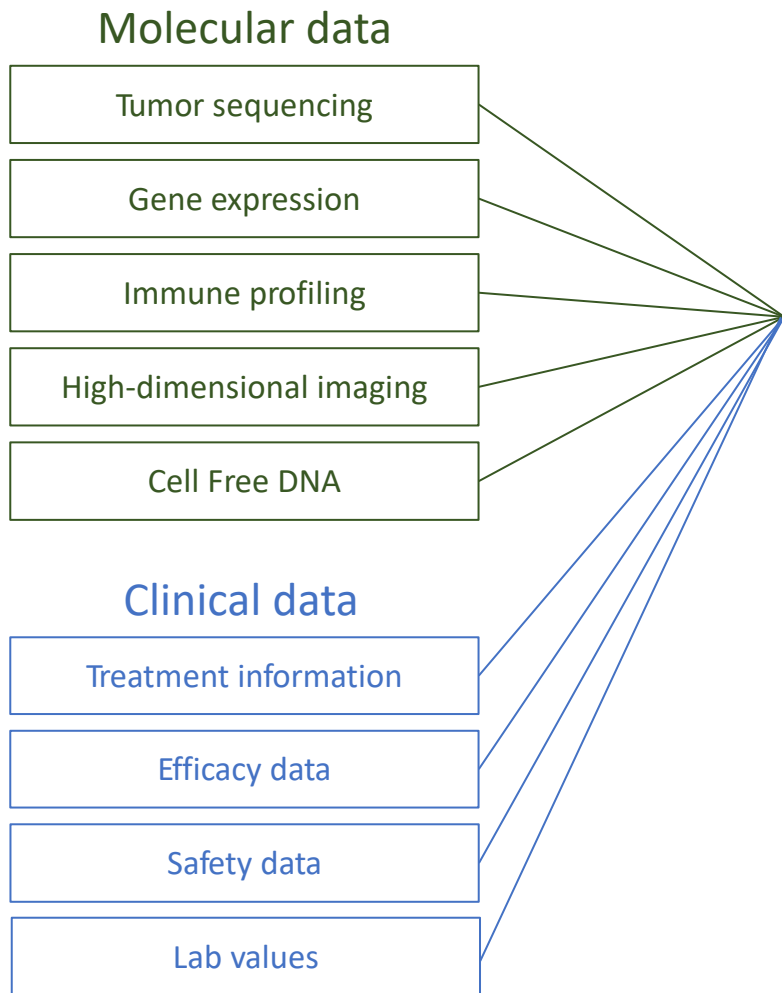 Molecular data
Tumor sequencing
Gene expression
Immune profiling
High-dimensional imaging
Cell Free DNA
Clinical data
Treatment information
Efficacy data
Safety data
Lab values